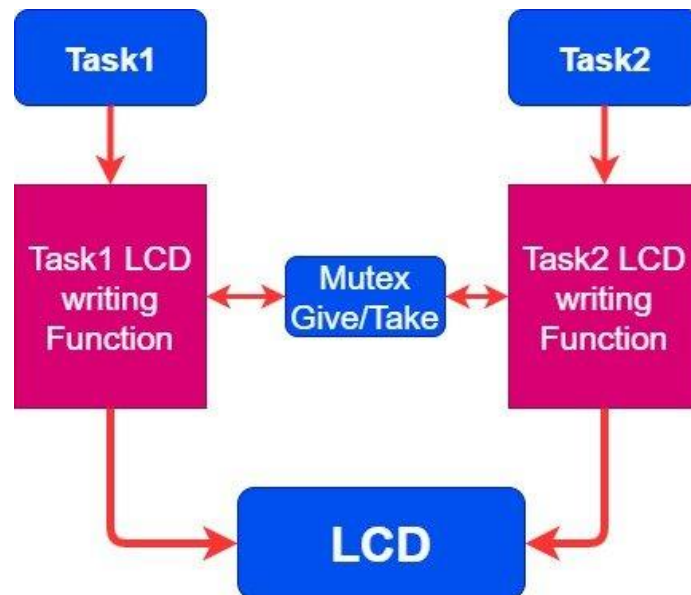 Task1
Task2
Task1 LCD
writing
Function
Mutex
Give/Take
Task2 LCD
writing
Function
LCD